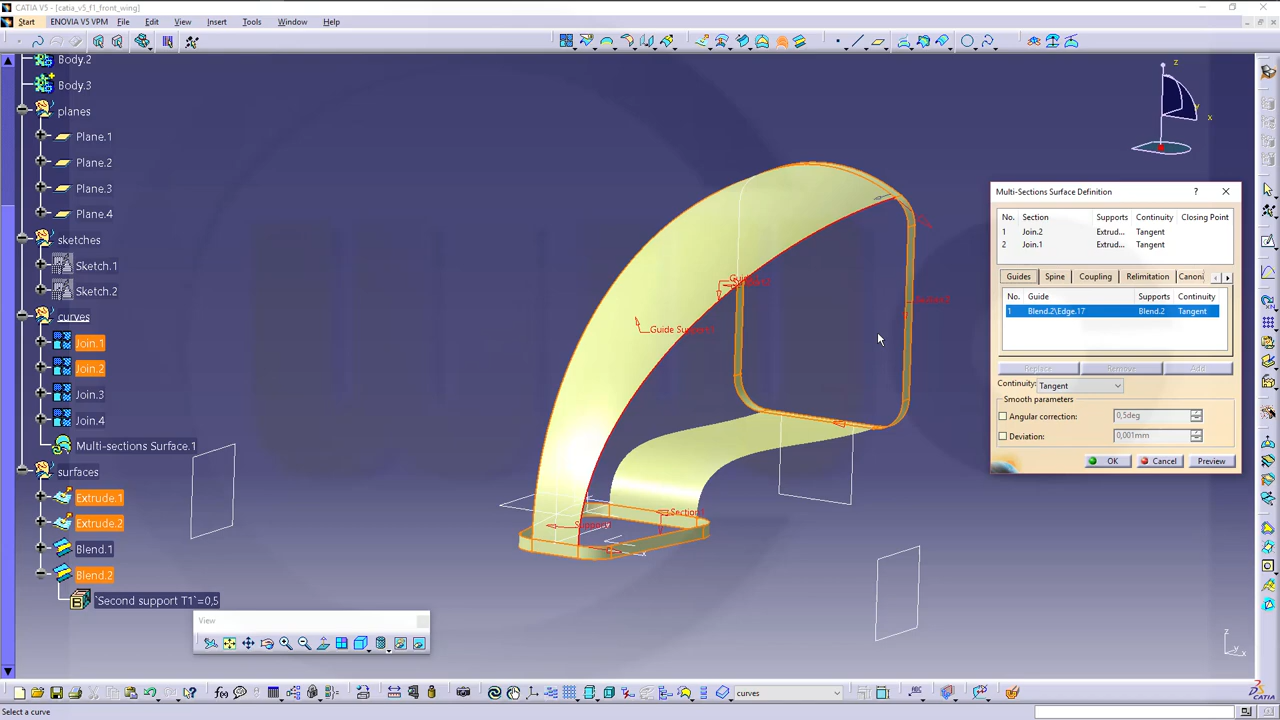 CATIA V5 - [catia_v5_f1_front_wing]
Start ENOVIA V5 VPM File Edit View Insert Tools Window Help
Body.2
Body.3
planes
Plane.1
Plane.2
Plane.3
Plane.4
sketches
Sketch.1
Sketch.2
curves
Join.1
Join.2
Join.3
Join.4
Multi-sections Surface.1
surfaces
Extrude.1
Extrude.2
Blend.1
Blend.2
`Second support T1`=0,5
View
z
x
Section1
Multi-Sections Surface Definition
?
No. Section Supports Continuity Closing Point
1 Join.2 Extrud... Tangent
2 Join.1 Extrud... Tangent
Guides Spine Coupling Relimitation Canoni
No. Guide Supports Continuity
1 Blend.2\Edge.17 Blend.2 Tangent
Replace Remove Add
Continuity: Tangent
Smooth parameters
Angular correction: 0,5deg
Deviation: 0,001mm
OK Cancel Preview
z
x
curves
CATIA
Select a curve